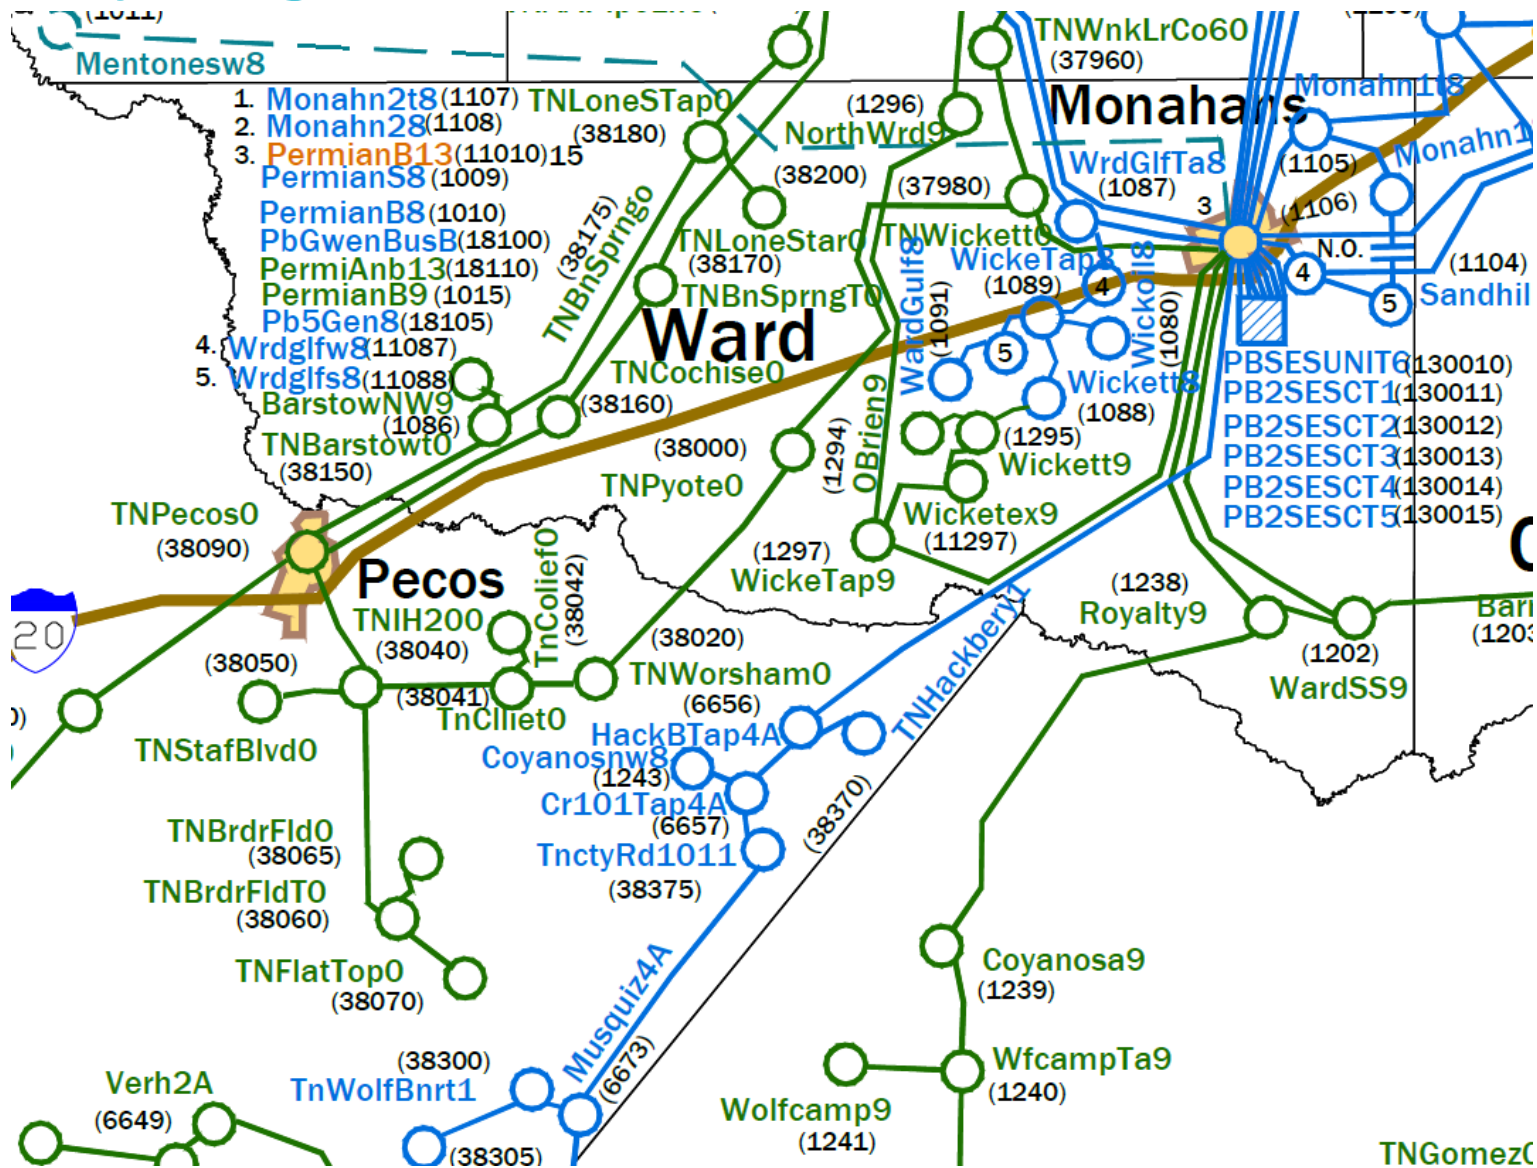 (1011)
Mentonesw8
TNWnkLrCo60
(37960)
1. Monahn2t8(1107)
2. Monahn28(1108)
3. PermianB13(11010)15
PermianS8(1009)
PermianB8(1010)
PbGwenBusB(18100)
PermiAnb13(18110)
PermianB9(1015)
Pb5Gen8(18105)
4. Wrdglfw8(11087)
5. Wrdglfs8(11088)
BarstowNW9
(1086)
TNBarstowt0
(38150)
TNLoneSTap0
(38180)
(38200)
TNLoneStar0
TNBnSprngo
(38175)
(38170)
TNBnSprngT0
Ward
TNCochise0
(38160)
(1296)
NorthWrd9
Monahans
Monahn1t8
(1105)
WrdGlfTa8
(1087)
3
(1106)
(37980)
TNWickett0
WickeTap8
(1089)
4
WardGulf8
(1091)
Wickoil8
(1080)
5
N.O.
4
5
(1104)
Sandhil
Wickett8
(1088)
PBSESUNIT6(130010)
PB2SESCT1(130011)
PB2SESCT2(130012)
PB2SESCT3(130013)
PB2SESCT4(130014)
PB2SESCT5(130015)
(38000)
TNPyote0
(1294)
OBrien9
(1295)
Wickett9
Wicketex9
(11297)
(1297)
WickeTap9
TNPecos0
(38090)
Pecos
20
TNIH200
(38040)
TnColief0
(38042)
(38050)
(38041)
TnClliet0
(38020)
TNWorsham0
TNStafBlvd0
(1238)
Royalty9
(1202)
WardSS9
(6656)
HackBTap4A
TNHackbery1
(38370)
Coyanosnw8
(1243)
Cr101Tap4A
(6657)
TnctyRd1011
(38375)
TNBrdrFld0
(38065)
TNBrdrFldT0
(38060)
TNFlatTop0
(38070)
Coyanosa9
(1239)
Musquiz4A
(6673)
(38300)
TnWolfBnrt1
(38305)
Verh2A
(6649)
WfcampTa9
(1240)
Wolfcamp9
(1241)